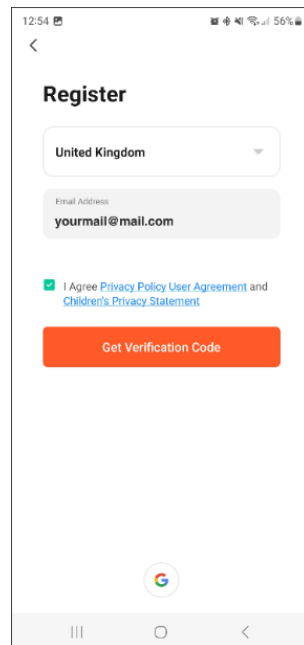 12:54
56%
Register
United Kingdom
Email Address
yourmail@mail.com
I Agree Privacy Policy User Agreement and
Children's Privacy Statement
Get Verification Code
G